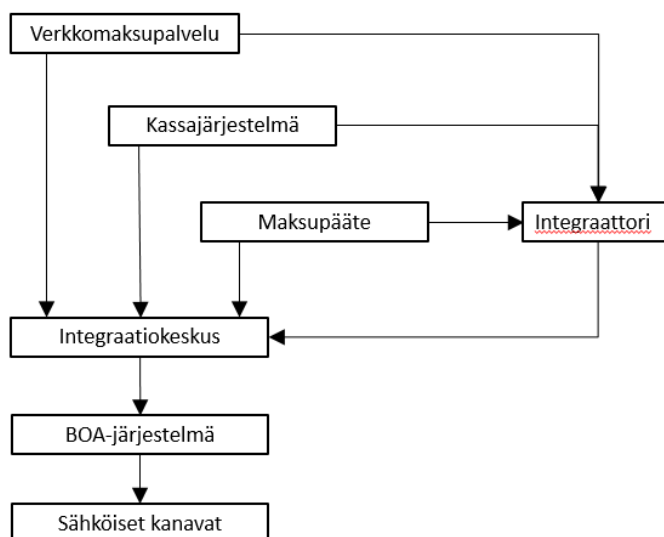 Verkkomaksupalvelu
Kassajärjestelmä
Maksupääte
Integraattori
Integraatiokeskus
BOA-järjestelmä
Sähköiset kanavat